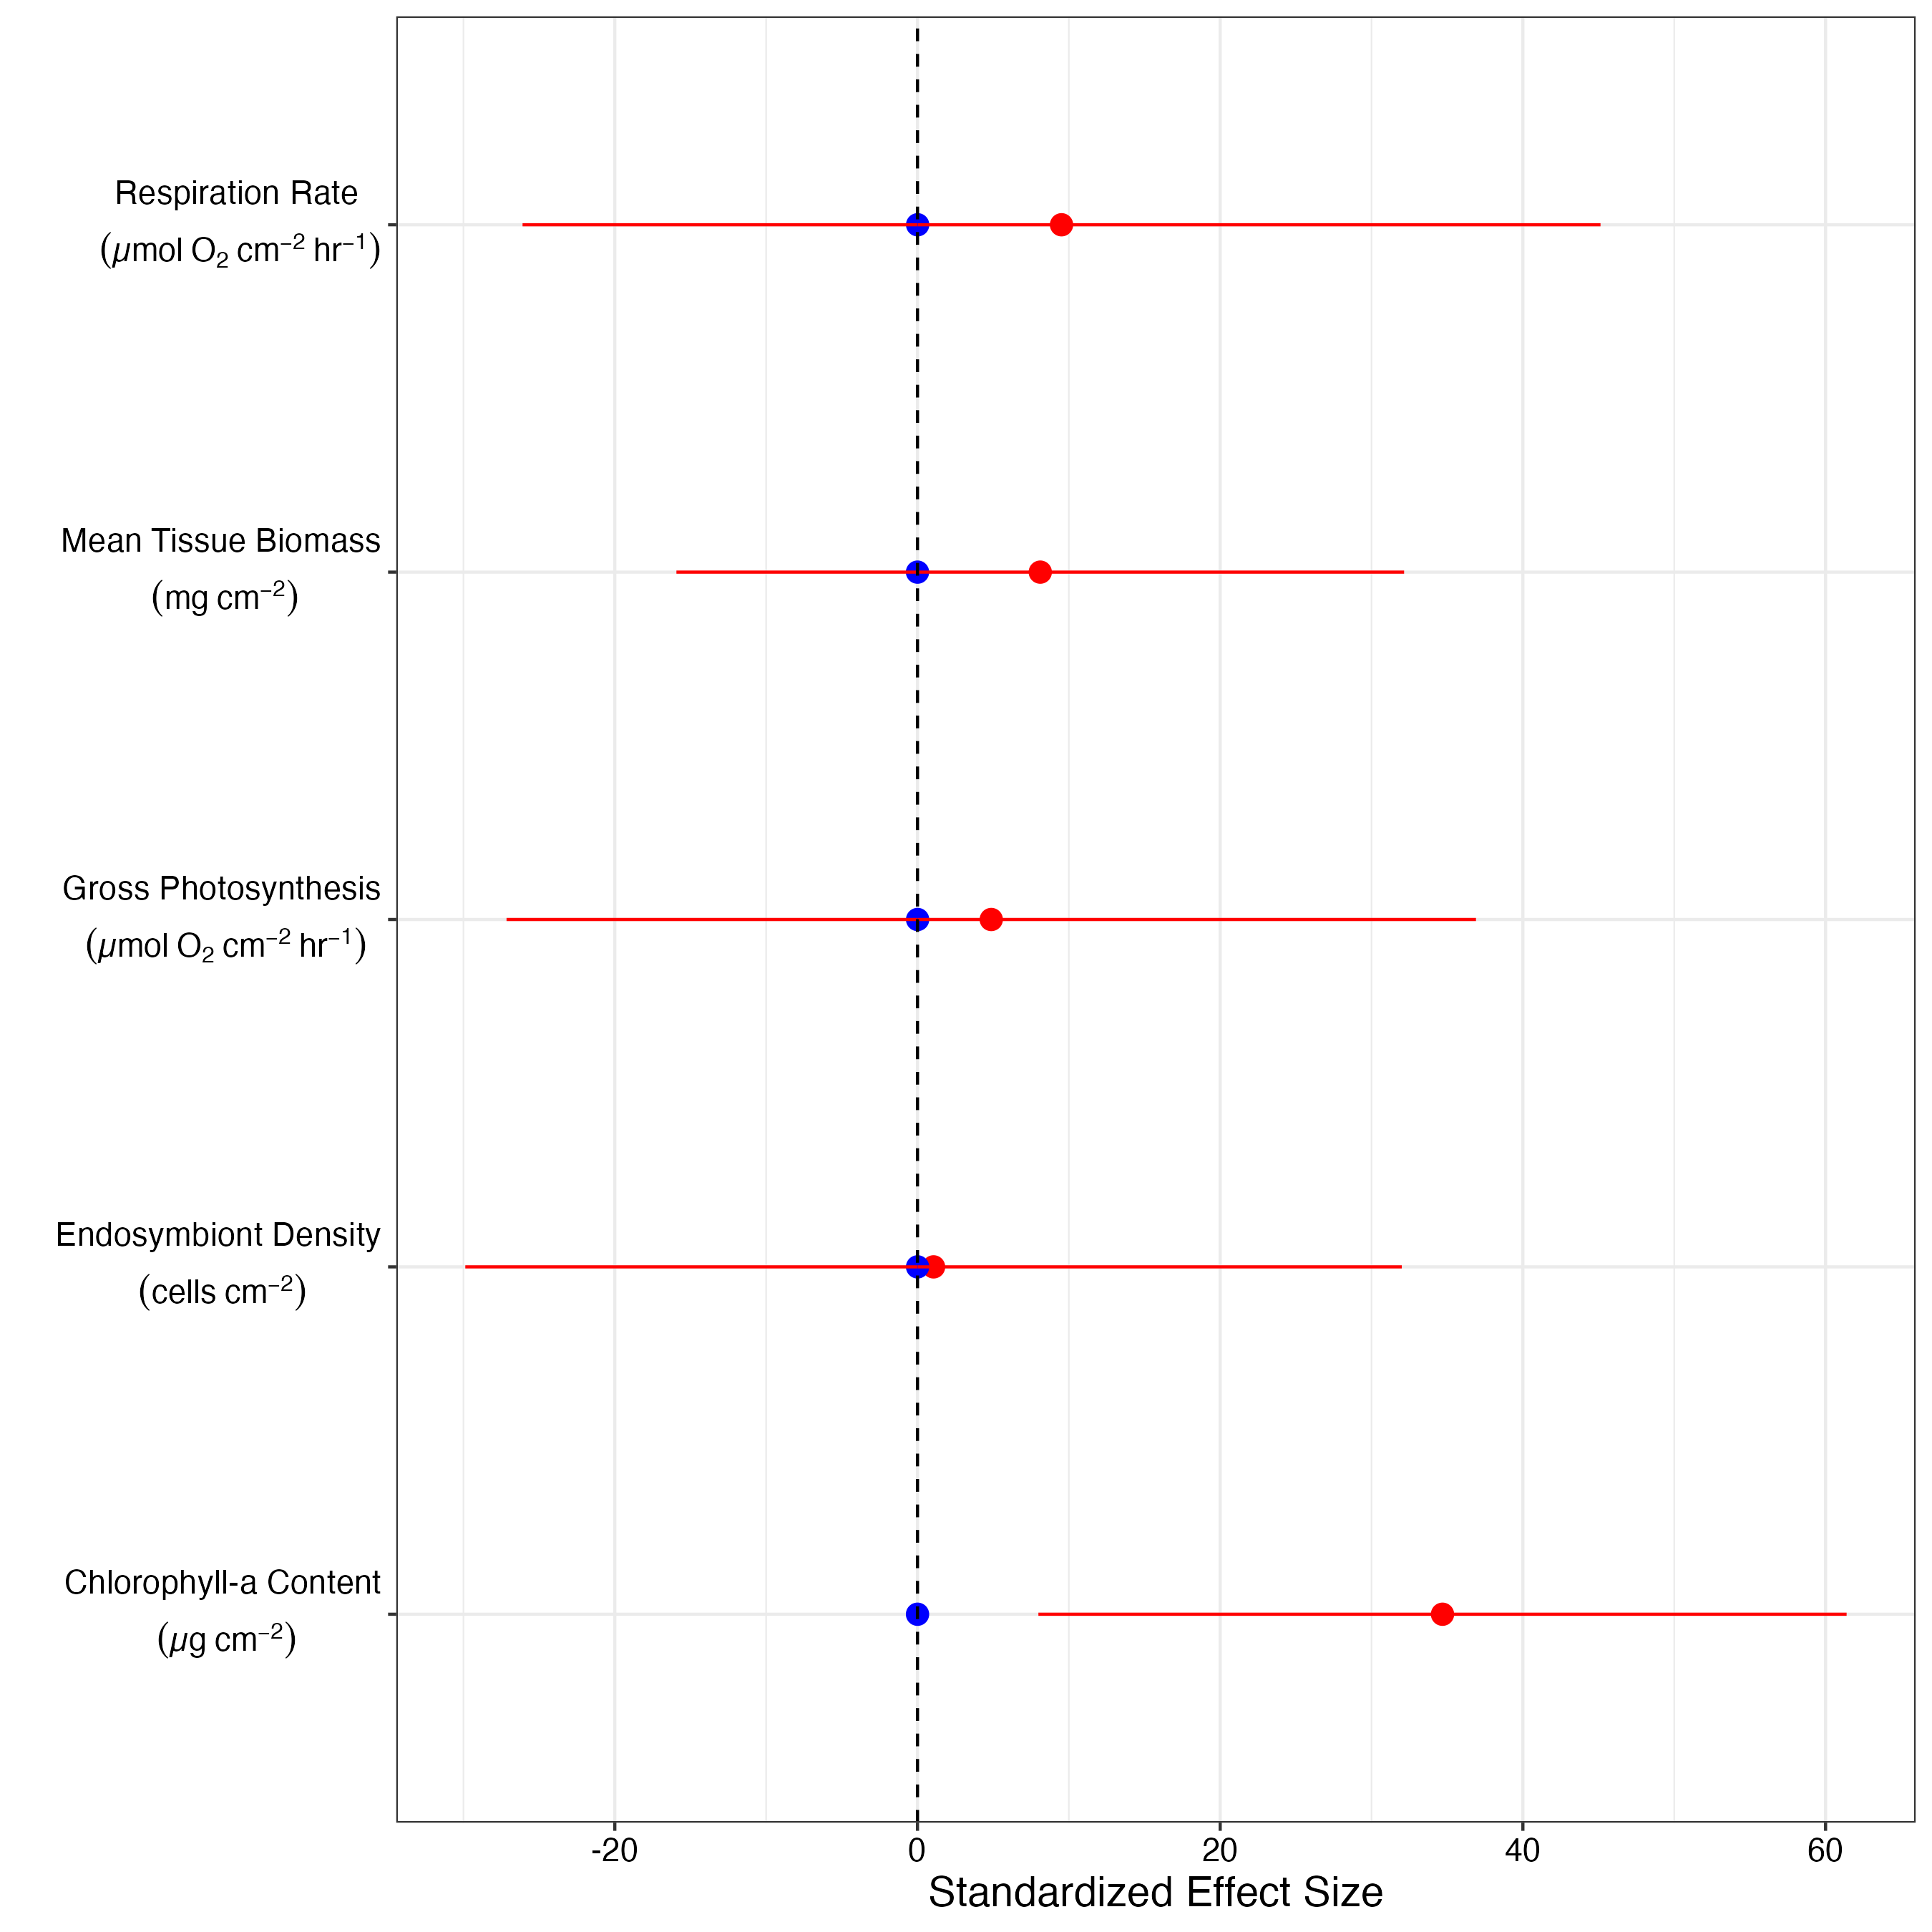 Respiration Rate
(μmol O₂ cm⁻² hr⁻¹)
Mean Tissue Biomass
(mg cm⁻²)
Gross Photosynthesis
(μmol O₂ cm⁻² hr⁻¹)
Endosymbiont Density
(cells cm⁻²)
Chlorophyll-a Content
(μg cm⁻²)
-20 0 20 40 60
Standardized Effect Size